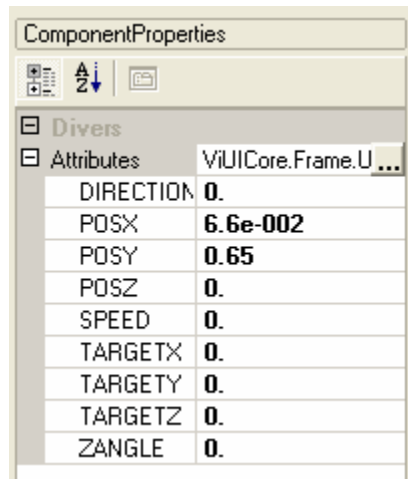 ComponentProperties
A Z
Divers
Attributes ViUICore.Frame.U ...
DIRECTION 0.
POSX 6.6e-002
POSY 0.65
POSZ 0.
SPEED 0.
TARGETX 0.
TARGETY 0.
TARGETZ 0.
ZANGLE 0.